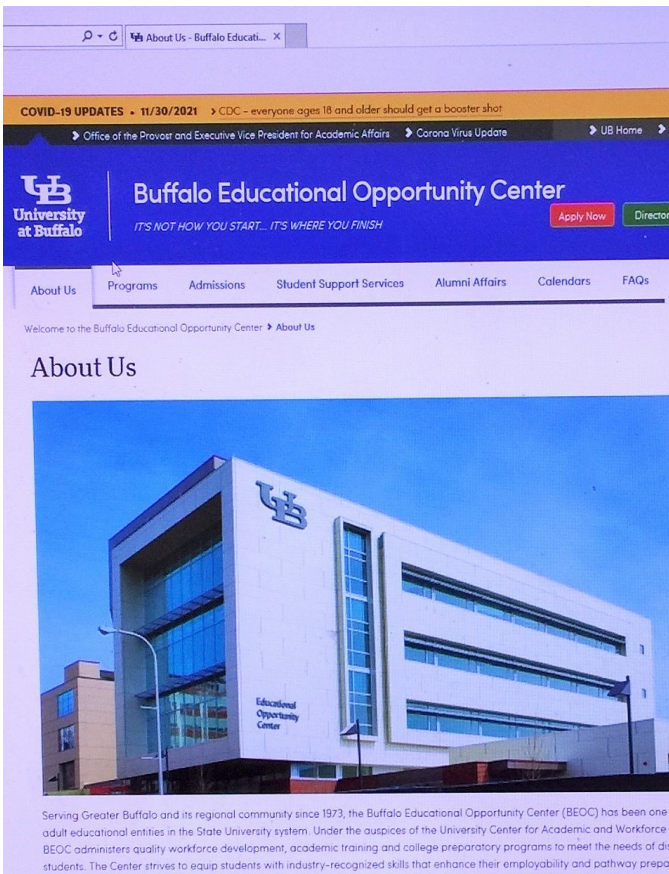 About Us - Buffalo Educati...
COVID-19 UPDATES • 11/30/2021 > CDC – everyone ages 18 and older should get a booster shot
Office of the Provost and Executive Vice President for Academic Affairs Corona Virus Update UB Home
UB
University
at Buffalo
Buffalo Educational Opportunity Center
IT'S NOT HOW YOU START... IT'S WHERE YOU FINISH
Apply Now Director
About Us Programs Admissions Student Support Services Alumni Affairs Calendars FAQs
Welcome to the Buffalo Educational Opportunity Center > About Us
About Us
UB
Educational
Opportunity
Center
Serving Greater Buffalo and its regional community since 1973, the Buffalo Educational Opportunity Center (BEOC) has been one
adult educational entities in the State University system. Under the auspices of the University Center for Academic and Workforce
BEOC administers quality workforce development, academic training and college preparatory programs to meet the needs of di
students. The Center strives to equip students with industry-recognized skills that enhance their employability and pathway prepa